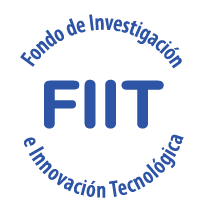 Fondo de Investigación
FIIT
e Innovación Tecnológica